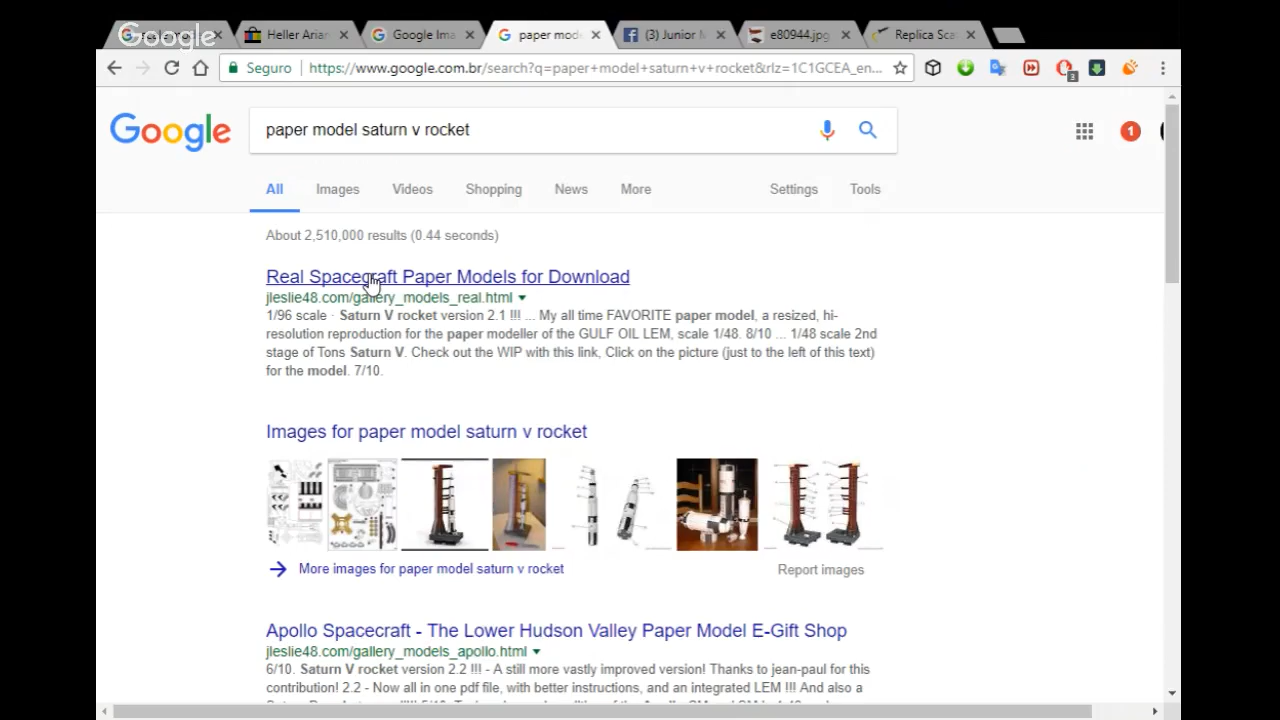 Google
Heller Aria
Google Ima
paper mod
(3) Junior M
e80944.jpg
Replica Sca
Seguro
https://www.google.com.br/search?q=paper+model+saturn+v+rocket&rlz=1C1GCEA_en...
3
Google
paper model saturn v rocket
1
All Images Videos Shopping News More Settings Tools
About 2,510,000 results (0.44 seconds)
Real Spacecraft Paper Models for Download
jleslie48.com/gallery_models_real.html
1/96 scale · Saturn V rocket version 2.1 !!! ... My all time FAVORITE paper model, a resized, hi-
resolution reproduction for the paper modeller of the GULF OIL LEM, scale 1/48. 8/10 ... 1/48 scale 2nd
stage of Tons Saturn V. Check out the WIP with this link, Click on the picture (just to the left of this text)
for the model. 7/10.
Images for paper model saturn v rocket
More images for paper model saturn v rocket
Report images
Apollo Spacecraft - The Lower Hudson Valley Paper Model E-Gift Shop
jleslie48.com/gallery_models_apollo.html
6/10. Saturn V rocket version 2.2 !!! - A still more vastly improved version! Thanks to jean-paul for this
contribution! 2.2 - Now all in one pdf file, with better instructions, and an integrated LEM !!! And also a